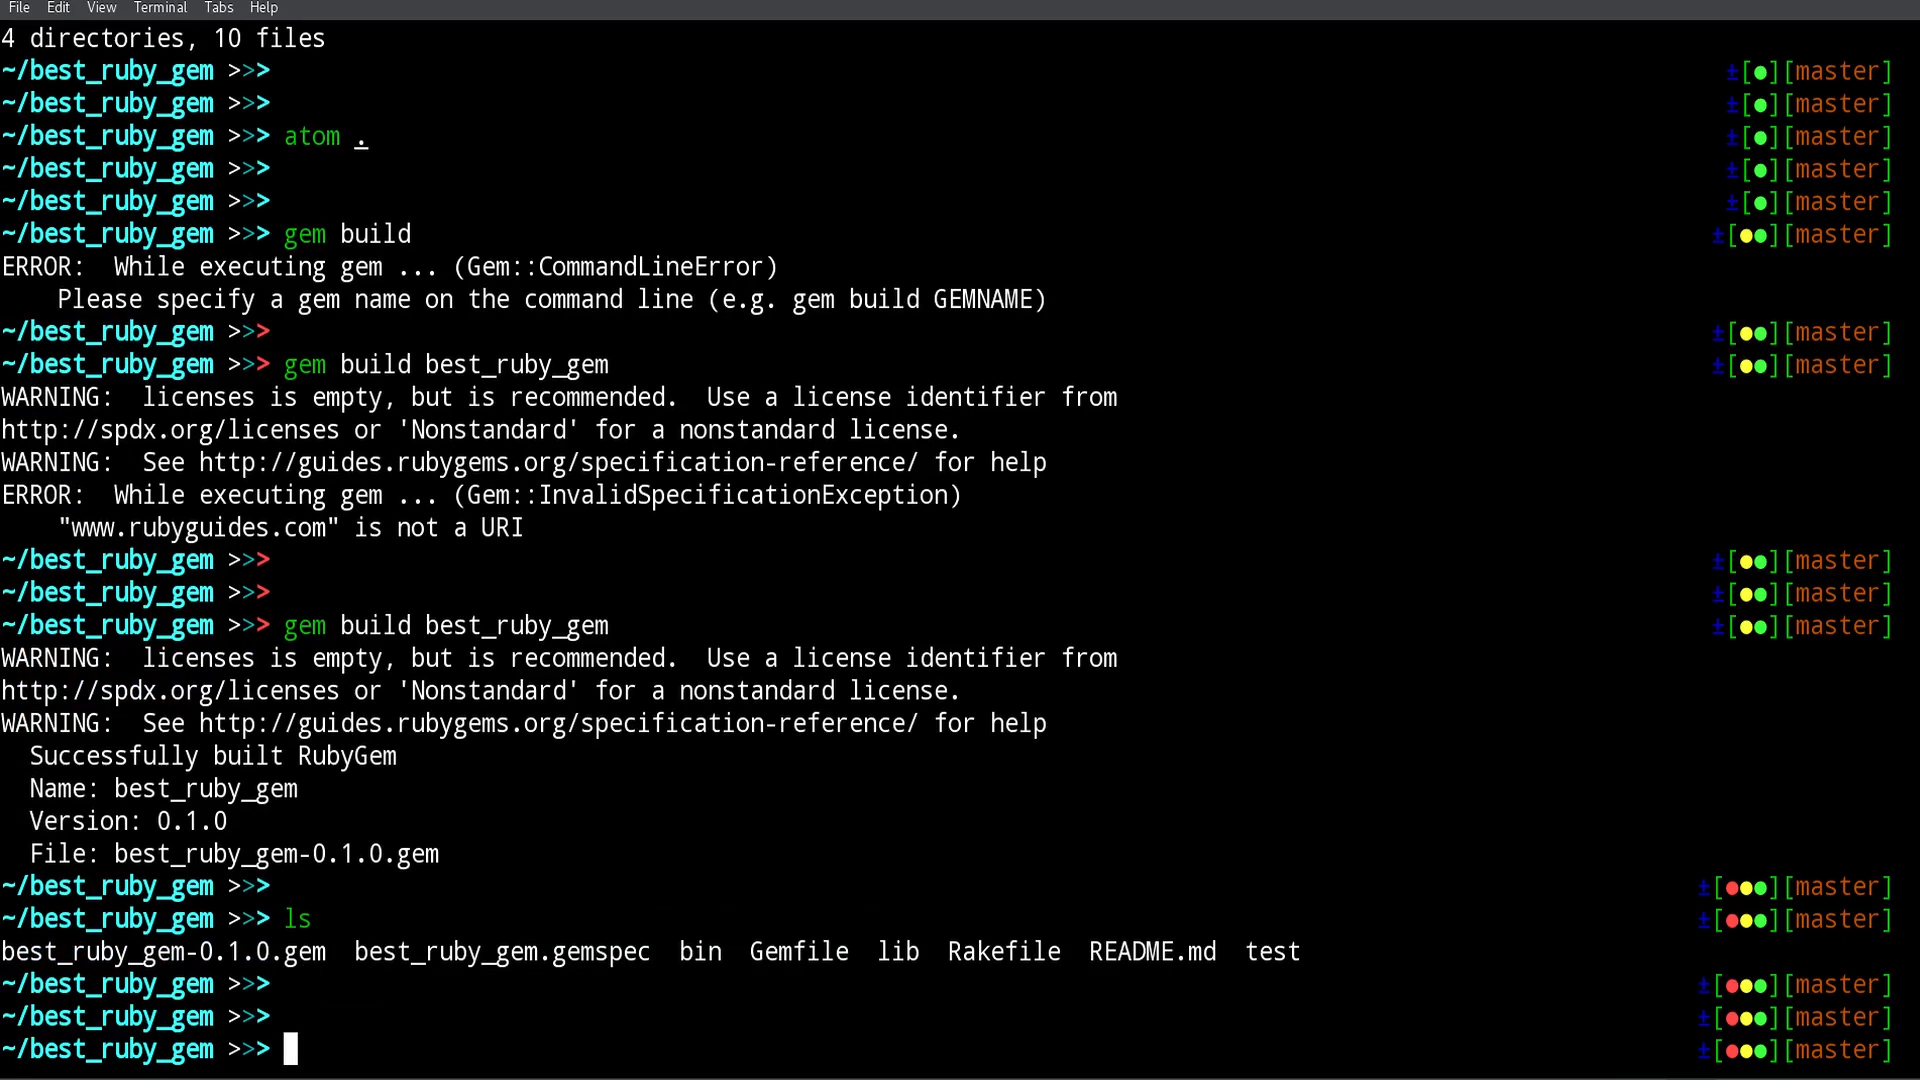 File Edit View Terminal Tabs Help
4 directories, 10 files
~/best_ruby_gem >>> ±[●][master]
~/best_ruby_gem >>> ±[●][master]
~/best_ruby_gem >>> atom . ±[●][master]
~/best_ruby_gem >>> ±[●][master]
~/best_ruby_gem >>> ±[●][master]
~/best_ruby_gem >>> gem build ±[●●][master]
ERROR:  While executing gem ... (Gem::CommandLineError)
    Please specify a gem name on the command line (e.g. gem build GEMNAME)
~/best_ruby_gem >>> ±[●●][master]
~/best_ruby_gem >>> gem build best_ruby_gem ±[●●][master]
WARNING:  licenses is empty, but is recommended.  Use a license identifier from
http://spdx.org/licenses or 'Nonstandard' for a nonstandard license.
WARNING:  See http://guides.rubygems.org/specification-reference/ for help
ERROR:  While executing gem ... (Gem::InvalidSpecificationException)
    "www.rubyguides.com" is not a URI
~/best_ruby_gem >>> ±[●●][master]
~/best_ruby_gem >>> ±[●●][master]
~/best_ruby_gem >>> gem build best_ruby_gem ±[●●][master]
WARNING:  licenses is empty, but is recommended.  Use a license identifier from
http://spdx.org/licenses or 'Nonstandard' for a nonstandard license.
WARNING:  See http://guides.rubygems.org/specification-reference/ for help
  Successfully built RubyGem
  Name: best_ruby_gem
  Version: 0.1.0
  File: best_ruby_gem-0.1.0.gem
~/best_ruby_gem >>> ±[●●●][master]
~/best_ruby_gem >>> ls ±[●●●][master]
best_ruby_gem-0.1.0.gem  best_ruby_gem.gemspec  bin  Gemfile  lib  Rakefile  README.md  test
~/best_ruby_gem >>> ±[●●●][master]
~/best_ruby_gem >>> ±[●●●][master]
~/best_ruby_gem >>> ±[●●●][master]